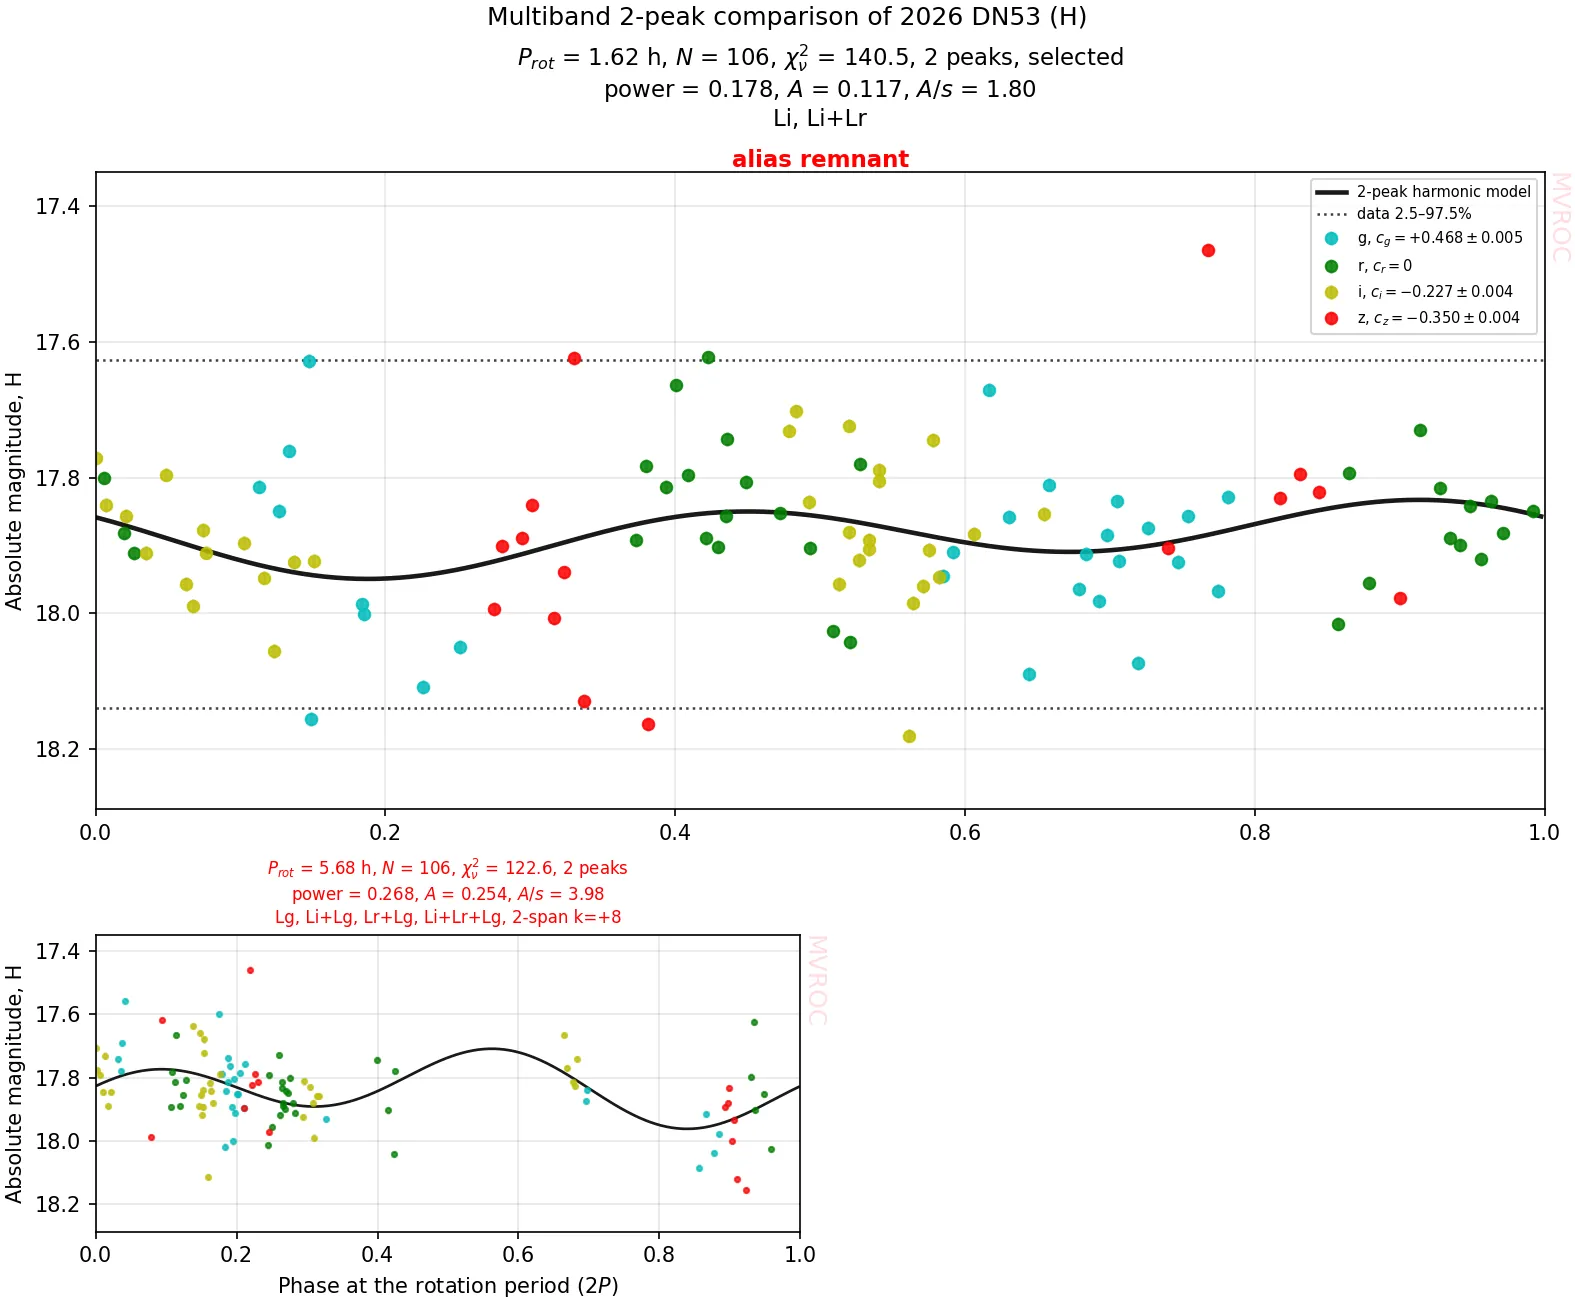 Multiband 2-peak comparison of 2026 DN53 (H)
P_rot = 1.62 h, N = 106, χ²_ν = 140.5, 2 peaks, selected
power = 0.178, A = 0.117, A/s = 1.80
Li, Li+Lr
alias remnant
2-peak harmonic model
data 2.5–97.5%
g, c_g = +0.468 ± 0.005
r, c_r = 0
i, c_i = −0.227 ± 0.004
z, c_z = −0.350 ± 0.004
MVROC
Absolute magnitude, H
17.4
17.6
17.8
18.0
18.2
0.0 0.2 0.4 0.6 0.8 1.0
P_rot = 5.68 h, N = 106, χ²_ν = 122.6, 2 peaks
power = 0.268, A = 0.254, A/s = 3.98
Lg, Li+Lg, Lr+Lg, Li+Lr+Lg, 2-span k=+8
MVROC
Absolute magnitude, H
17.4
17.6
17.8
18.0
18.2
0.0 0.2 0.4 0.6 0.8 1.0
Phase at the rotation period (2P)